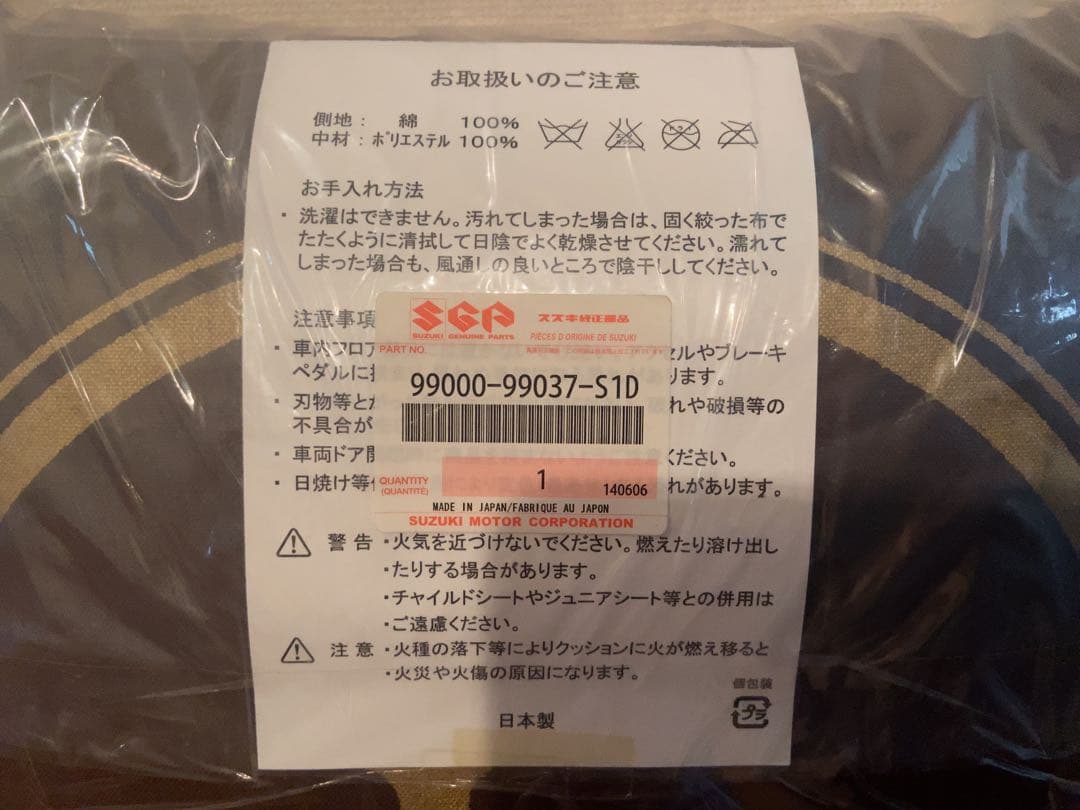 お取扱いのご注意
側地： 綿 100%
中材：ポリエステル 100%
お手入れ方法
・洗濯はできません。汚れてしまった場合は、固く絞った布で
たたくように清拭して日陰でよく乾燥させてください。濡れて
しまった場合も、風通しの良いところで陰干ししてください。
注意事項
SGP スズキ純正部品
SUZUKI GENUINE PARTS PIÈCES D'ORIGINE DE SUZUKI
PART NO.
・車内フロア
セルやブレーキ
ペダルに
ります。
99000-99037-S1D
・刃物等とか
れや破損等の
不具合が
・車両ドア開
ください。
・日焼け等
れがあります。
QUANTITY
(QUANTITÉ)
1
140606
MADE IN JAPAN/FABRIQUE AU JAPON
SUZUKI MOTOR CORPORATION
警告 ・火気を近づけないでください。燃えたり溶け出し
・たりする場合があります。
・チャイルドシートやジュニアシート等との併用は
・ご遠慮ください。
注意 ・火種の落下等によりクッションに火が燃え移ると
・火災や火傷の原因になります。
個包装
プラ
日本製